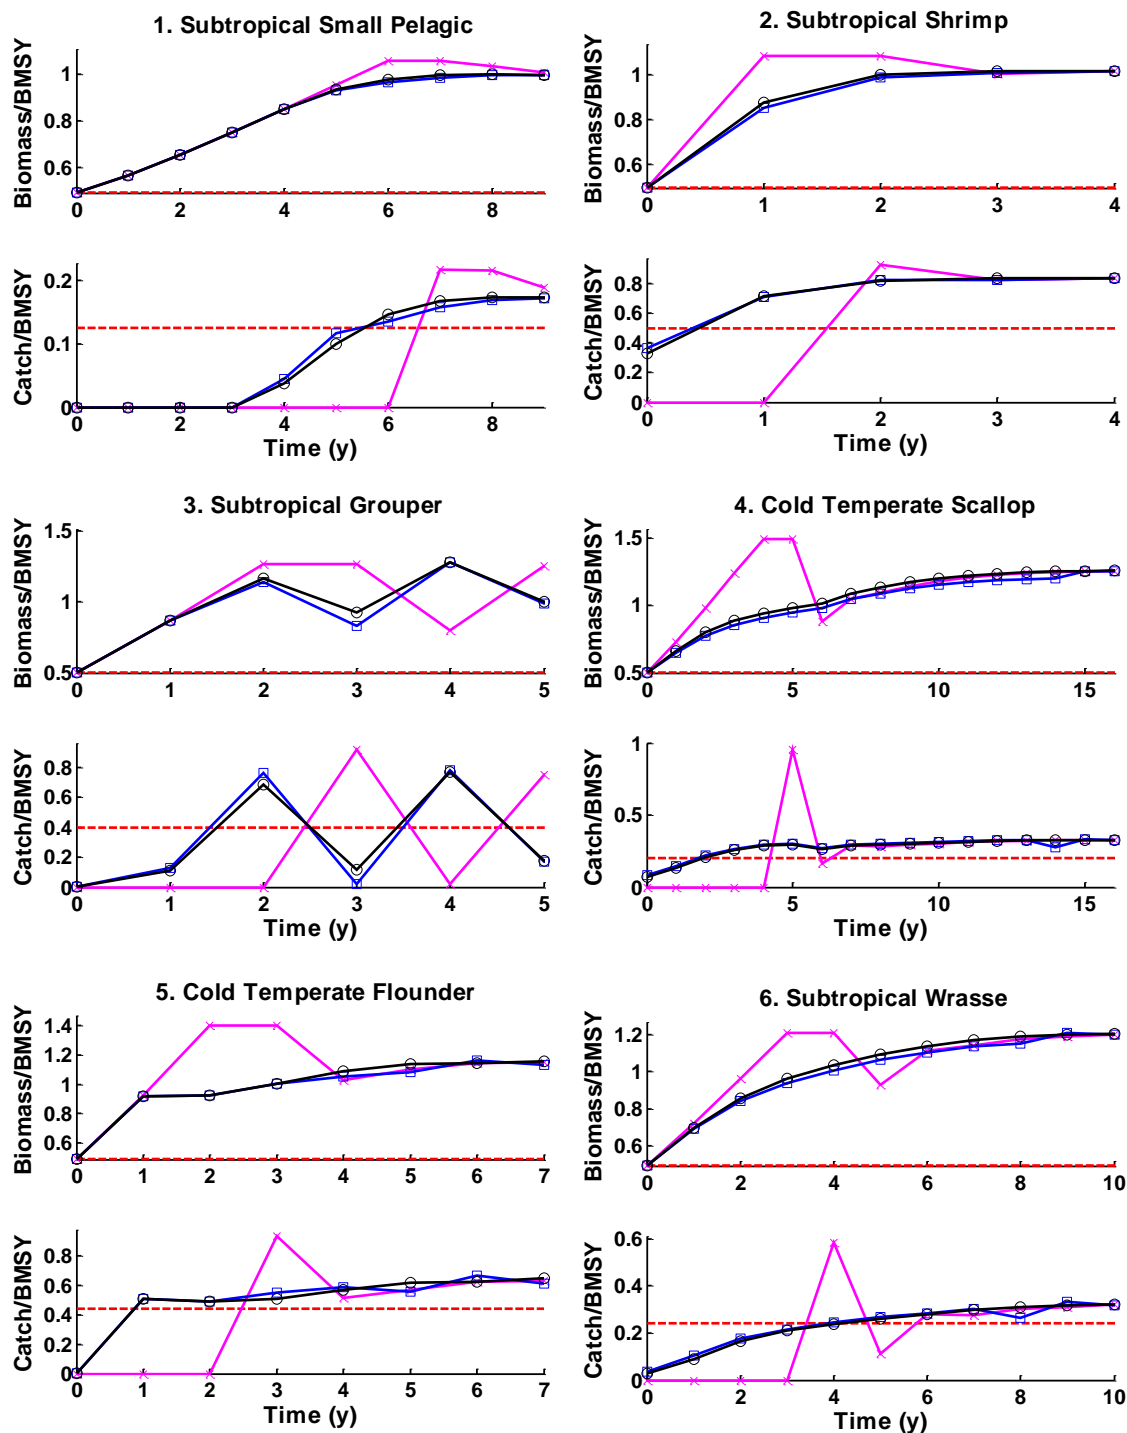 1. Subtropical Small Pelagic
Biomass/BMSY
1
0.8
0.6
0 2 4 6 8
Catch/BMSY
0.2
0.1
0
0 2 4 6 8
Time (y)
2. Subtropical Shrimp
Biomass/BMSY
1
0.8
0.6
0 1 2 3 4
Catch/BMSY
0.8
0.6
0.4
0.2
0
0 1 2 3 4
Time (y)
3. Subtropical Grouper
Biomass/BMSY
1.5
1
0.5
0 1 2 3 4 5
Catch/BMSY
0.8
0.6
0.4
0.2
0
0 1 2 3 4 5
Time (y)
4. Cold Temperate Scallop
Biomass/BMSY
1.5
1
0.5
0 5 10 15
Catch/BMSY
1
0.5
0
0 5 10 15
Time (y)
5. Cold Temperate Flounder
Biomass/BMSY
1.4
1.2
1
0.8
0.6
0 1 2 3 4 5 6 7
Catch/BMSY
0.8
0.6
0.4
0.2
0
0 1 2 3 4 5 6 7
Time (y)
6. Subtropical Wrasse
Biomass/BMSY
1.2
1
0.8
0.6
0 2 4 6 8 10
Catch/BMSY
0.6
0.4
0.2
0
0 2 4 6 8 10
Time (y)